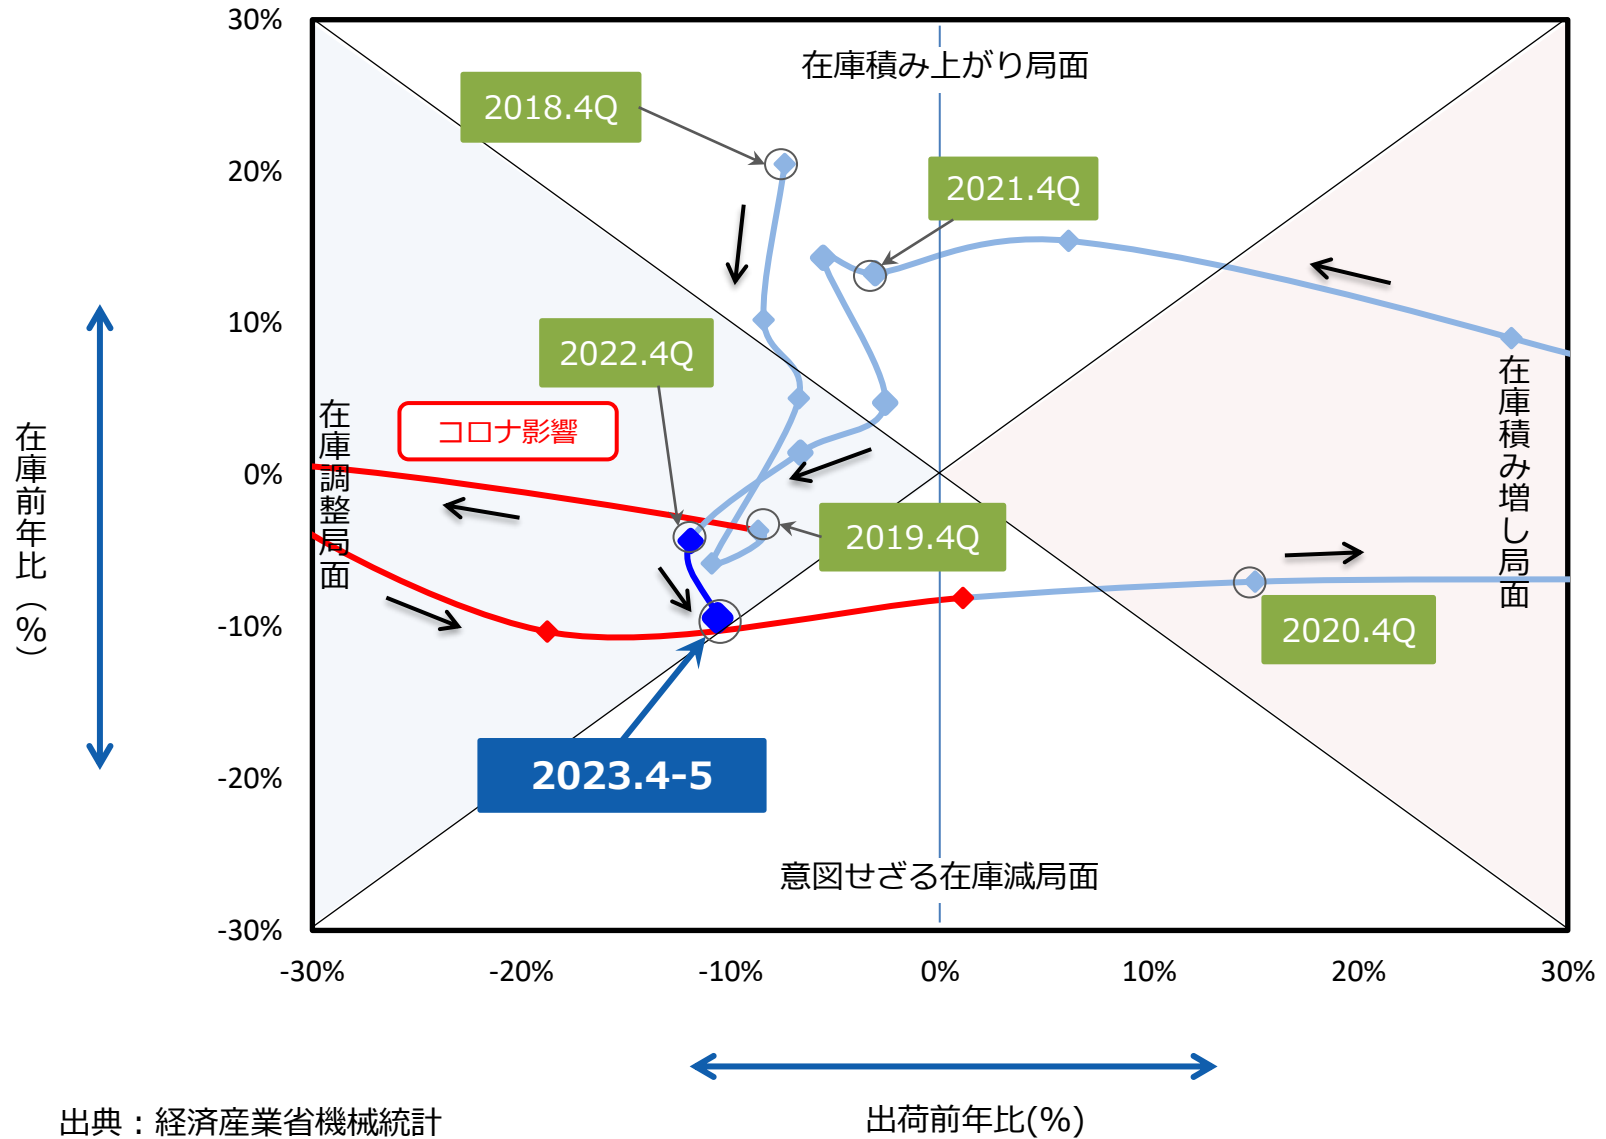 30%
20%
10%
0%
-10%
-20%
-30%
在庫前年比（%）
在庫積み上がり局面
2018.4Q
2021.4Q
2022.4Q
コロナ影響
在庫調整局面
在庫積み増し局面
2019.4Q
2020.4Q
2023.4-5
意図せざる在庫減局面
-30%
-20%
-10%
0%
10%
20%
30%
出荷前年比(%)
出典：経済産業省機械統計